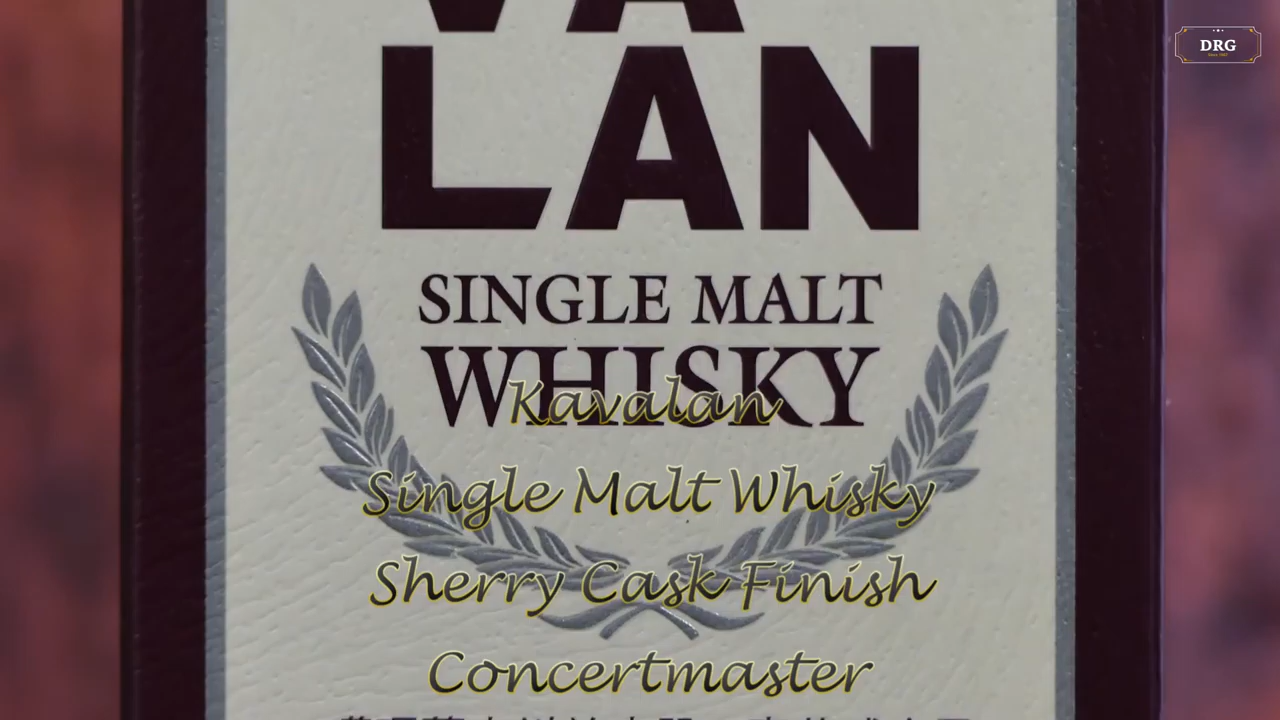 VA
LAN
SINGLE MALT
WHISKY
Kavalan
Single Malt Whisky
Sherry Cask Finish
Concertmaster
DRG